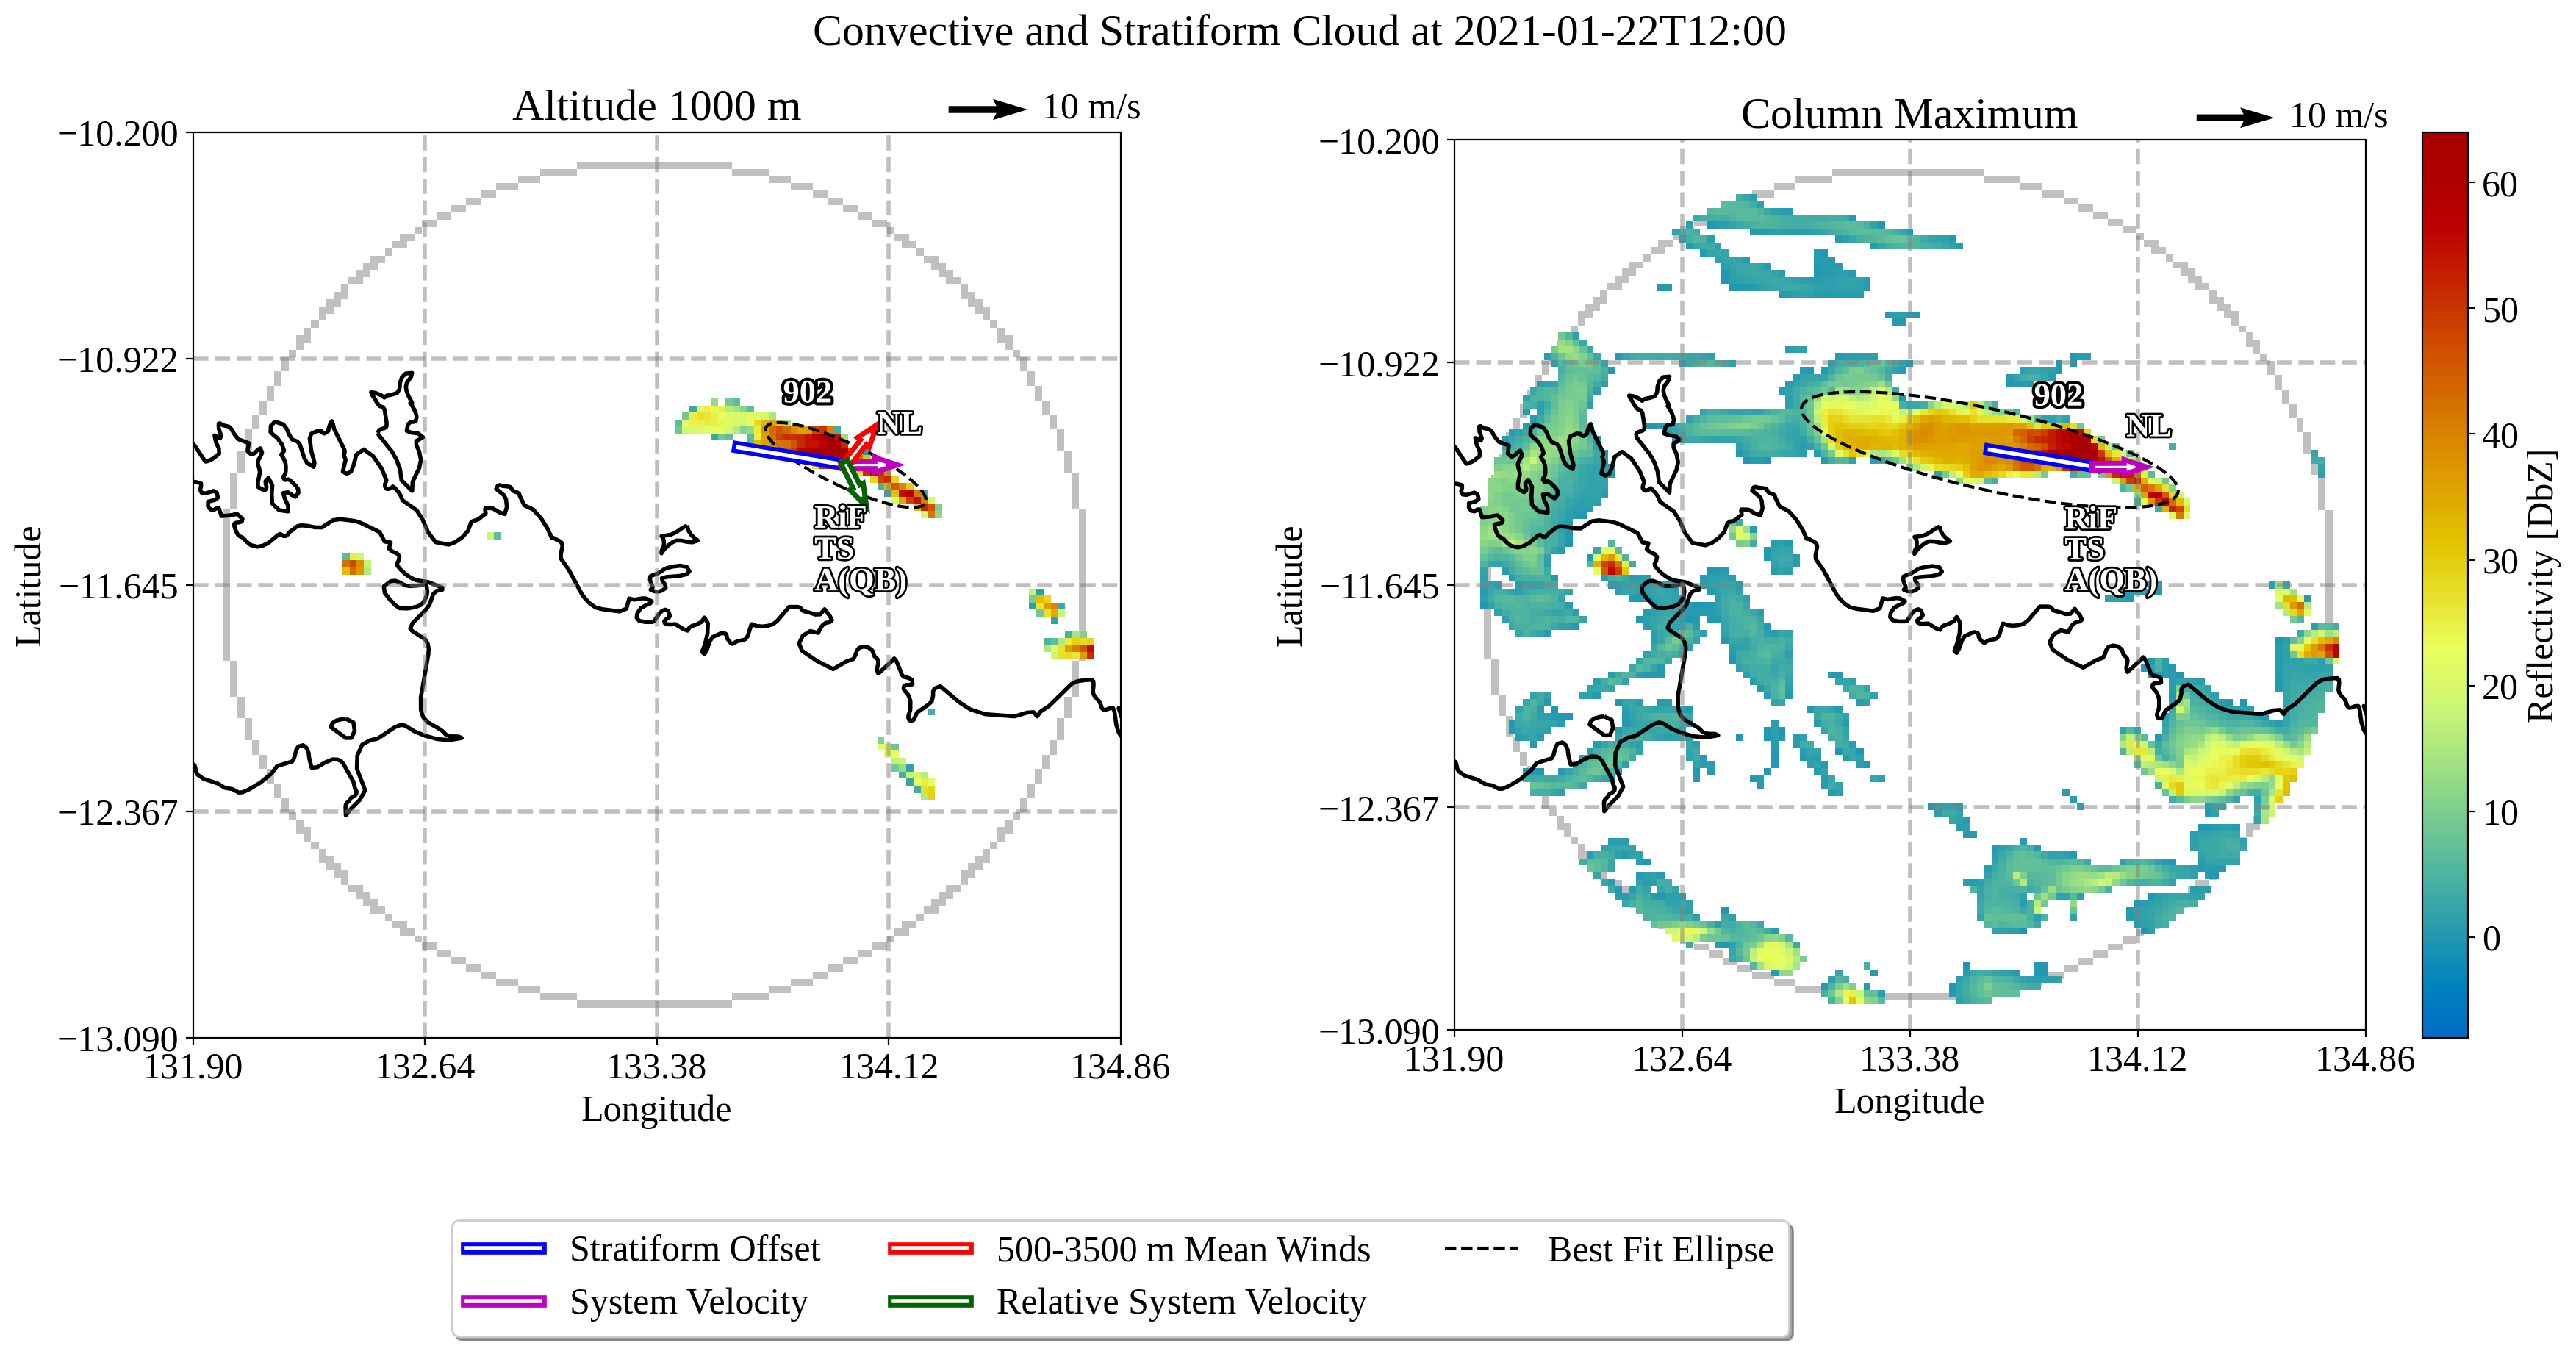 Convective and Stratiform Cloud at 2021-01-22T12:00
Altitude 1000 m
10 m/s
−10.200
−10.922
−11.645
−12.367
−13.090
Latitude
131.90
132.64
133.38
134.12
134.86
Longitude
902
NL
RiF
TS
A(QB)
Column Maximum
10 m/s
−10.200
−10.922
−11.645
−12.367
−13.090
Latitude
131.90
132.64
133.38
134.12
134.86
Longitude
902
NL
RiF
TS
A(QB)
60
50
40
30
20
10
0
Reflectivity [DbZ]
Stratiform Offset
System Velocity
500-3500 m Mean Winds
Relative System Velocity
Best Fit Ellipse